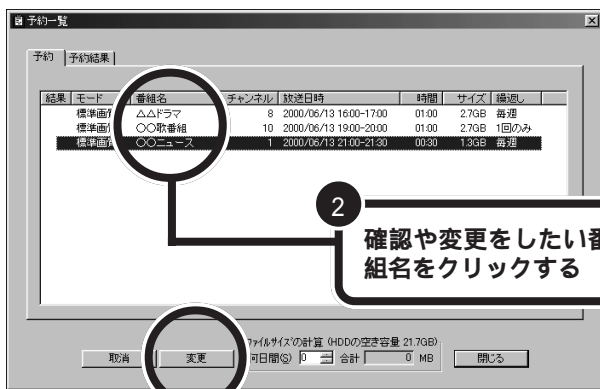 予約一覧
予約 予約結果
結果 モード 番組名 チャンネル 放送日時 時間 サイズ 繰返し
標準画質 △△ドラマ 8 2000/06/13 16:00-17:00 01:00 2.7GB 毎週
標準画質 〇〇歌番組 10 2000/06/13 19:00-20:00 01:00 2.7GB 1回のみ
標準画質 〇〇ニュース 1 2000/06/13 21:00-21:30 00:30 1.3GB 毎週
2
確認や変更をしたい番
組名をクリックする
ファイルサイズの計算 (HDDの空き容量 21.7GB)
取消 変更 可日間(S) 0 合計 0 MB 閉じる